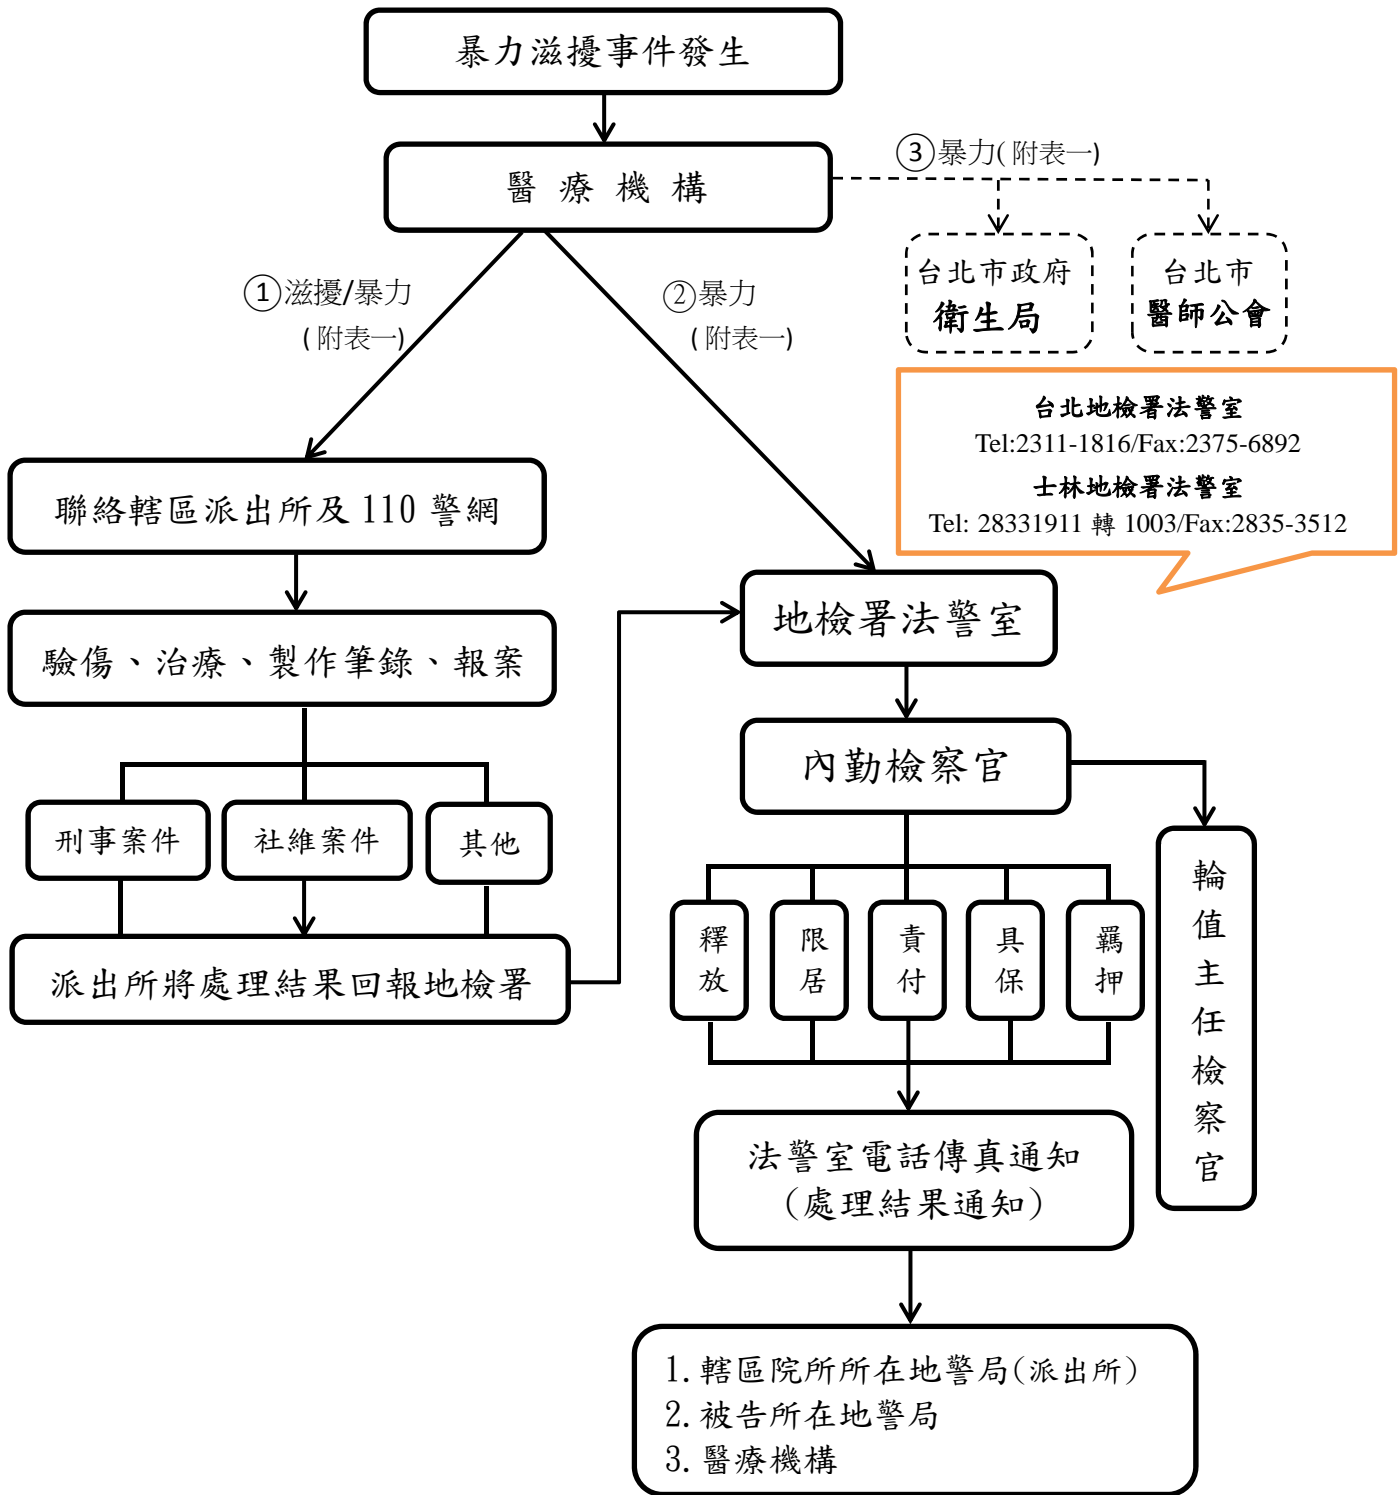 暴力滋擾事件發生
醫 療 機 構
③暴力(附表一)
台北市政府
衛生局
台北市
醫師公會
①滋擾/暴力
(附表一)
②暴力
(附表一)
台北地檢署法警室
Tel:2311-1816/Fax:2375-6892
士林地檢署法警室
Tel: 28331911 轉 1003/Fax:2835-3512
聯絡轄區派出所及 110 警網
地檢署法警室
驗傷、治療、製作筆錄、報案
內勤檢察官
刑事案件
社維案件
其他
輪值主任檢察官
釋放
限居
責付
具保
羈押
派出所將處理結果回報地檢署
法警室電話傳真通知
(處理結果通知)
1. 轄區院所所在地警局(派出所)
2. 被告所在地警局
3. 醫療機構